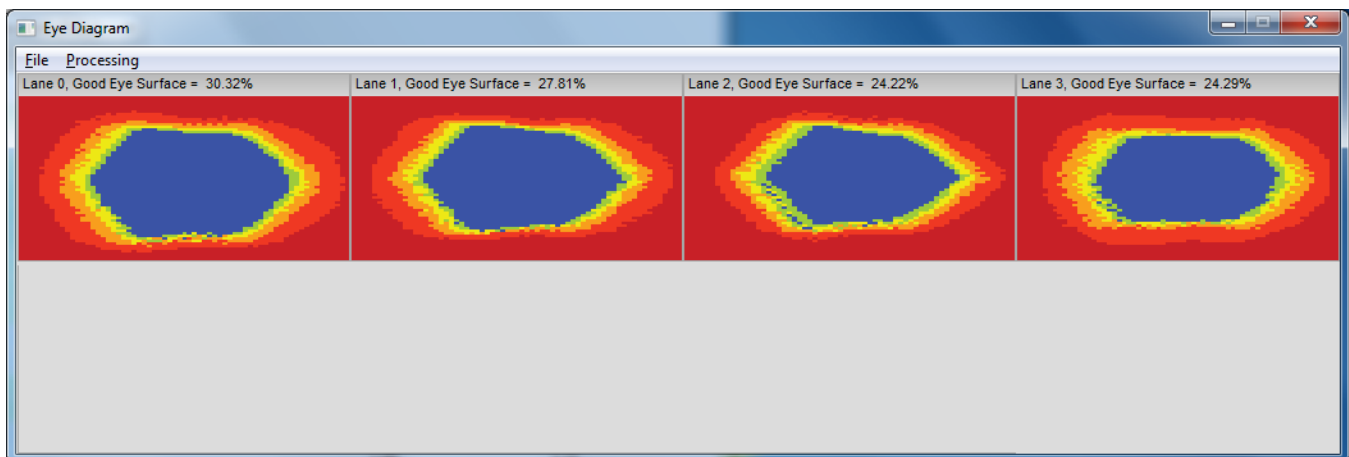 Eye Diagram
File Processing
Lane 0, Good Eye Surface = 30.32%
Lane 1, Good Eye Surface = 27.81%
Lane 2, Good Eye Surface = 24.22%
Lane 3, Good Eye Surface = 24.29%